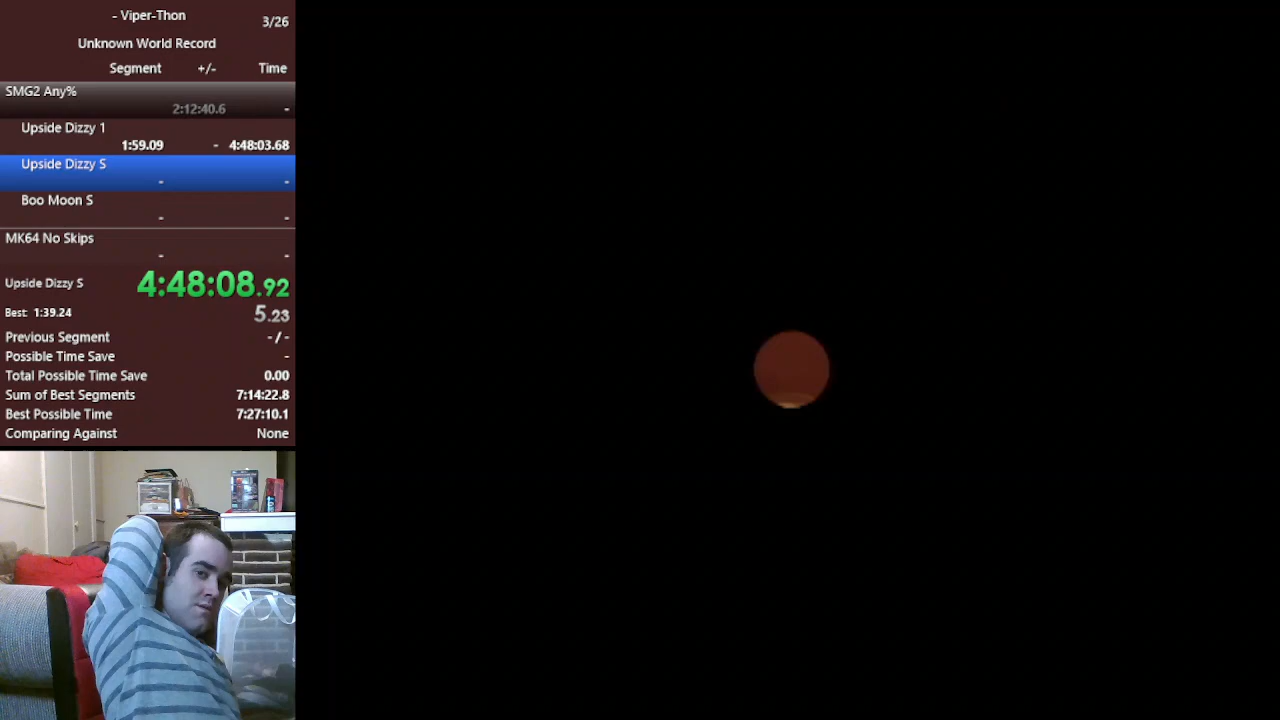 - Viper-Thon
3/26
Unknown World Record
Segment +/- Time
SMG2 Any%
2:12:40.6 -
Upside Dizzy 1
1:59.09 - 4:48:03.68
Upside Dizzy S
- -
Boo Moon S
- -
MK64 No Skips
- -
Upside Dizzy S 4:48:08.92
Best: 1:39.24 5.23
Previous Segment - / -
Possible Time Save -
Total Possible Time Save 0.00
Sum of Best Segments 7:14:22.8
Best Possible Time 7:27:10.1
Comparing Against None